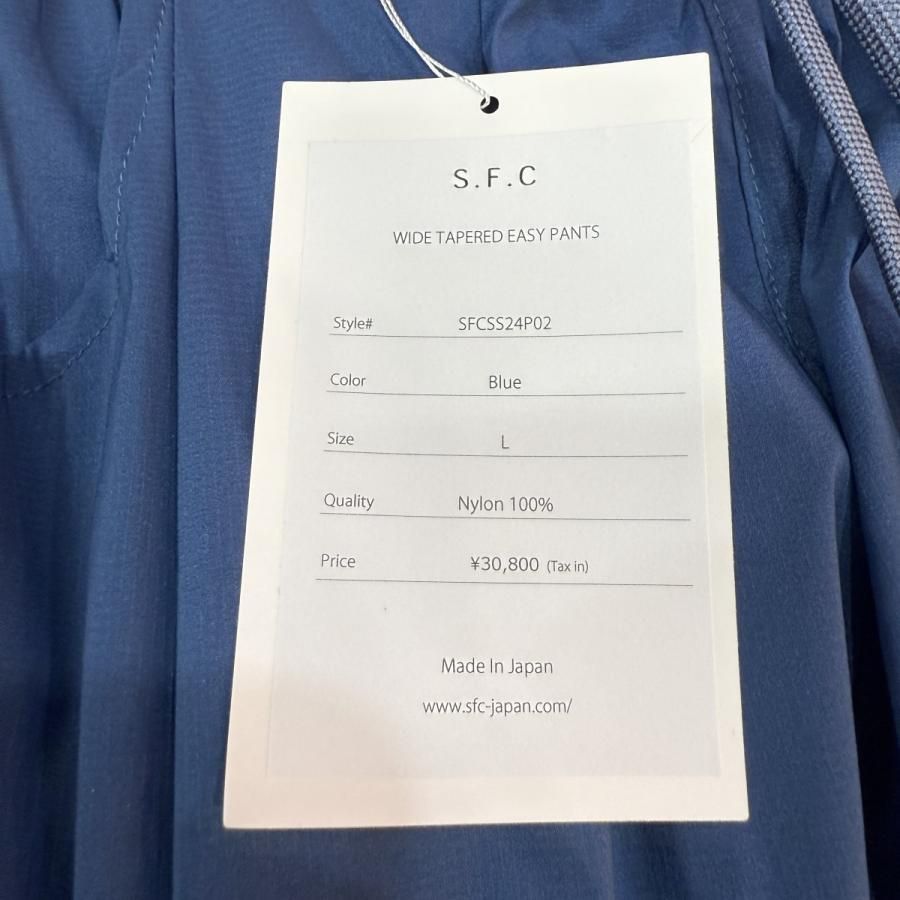 S.F.C
WIDE TAPERED EASY PANTS
Style# SFCSS24P02
Color Blue
Size L
Quality Nylon 100%
Price ¥30,800 (Tax in)
Made In Japan
www.sfc-japan.com/